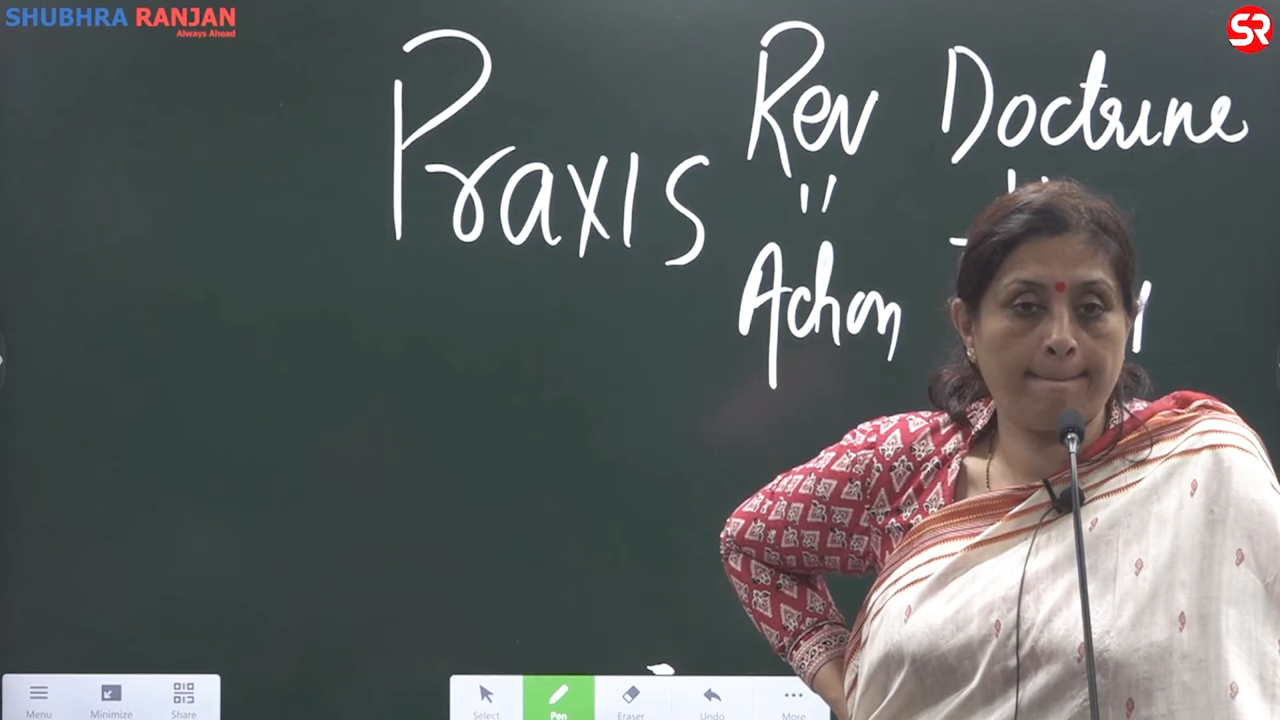 SHUBHRA RANJAN
Always Ahead
SR
Praxis
Rev Doctrine
" "
Action
Menu
Minimize
Share
Select
Pen
Eraser
Undo
More